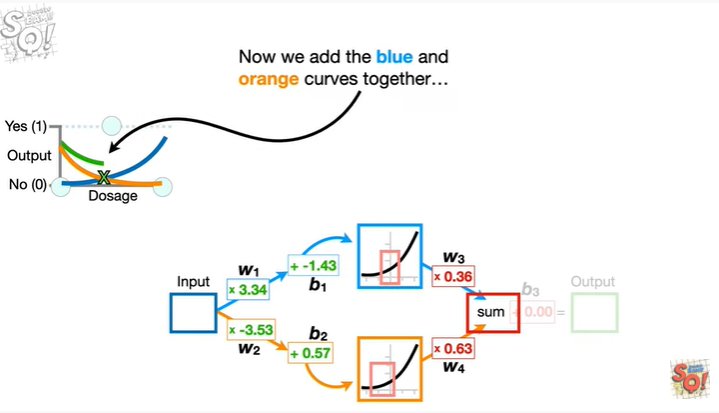 SQ!
Now we add the blue and
orange curves together...
Yes (1)
Output
No (0)
X
Dosage
Input
W1
x 3.34
+ -1.43
b1
W3
x 0.36
x -3.53
W2
b2
+ 0.57
x 0.63
W4
sum
b3
+ 0.00 =
Output
SQ!